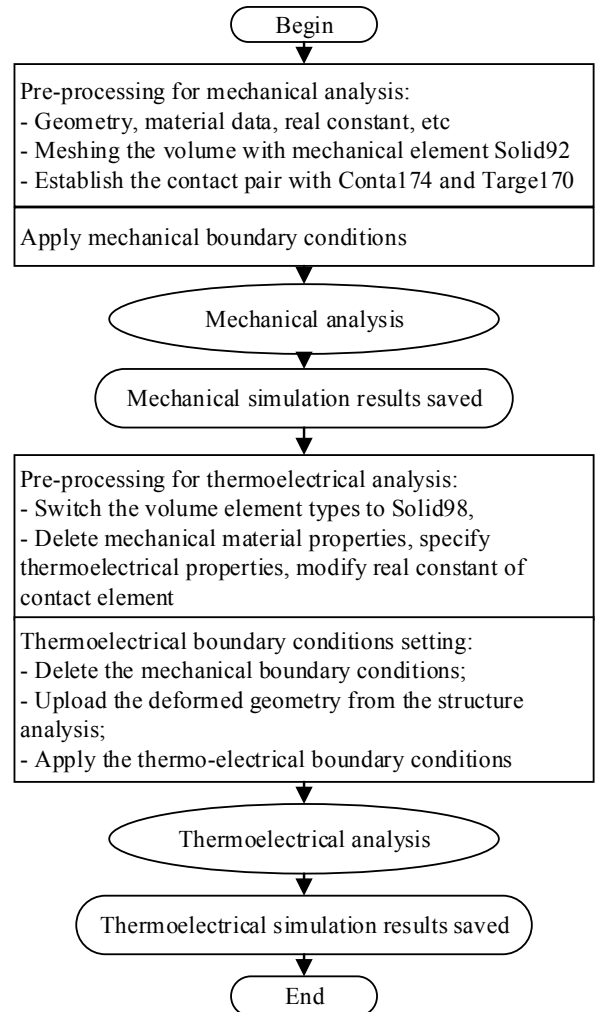 Begin
Pre-processing for mechanical analysis:
- Geometry, material data, real constant, etc
- Meshing the volume with mechanical element Solid92
- Establish the contact pair with Conta174 and Targe170
Apply mechanical boundary conditions
Mechanical analysis
Mechanical simulation results saved
Pre-processing for thermoelectrical analysis:
- Switch the volume element types to Solid98,
- Delete mechanical material properties, specify
thermoelectrical properties, modify real constant of
contact element
Thermoelectrical boundary conditions setting:
- Delete the mechanical boundary conditions;
- Upload the deformed geometry from the structure
analysis;
- Apply the thermo-electrical boundary conditions
Thermoelectrical analysis
Thermoelectrical simulation results saved
End